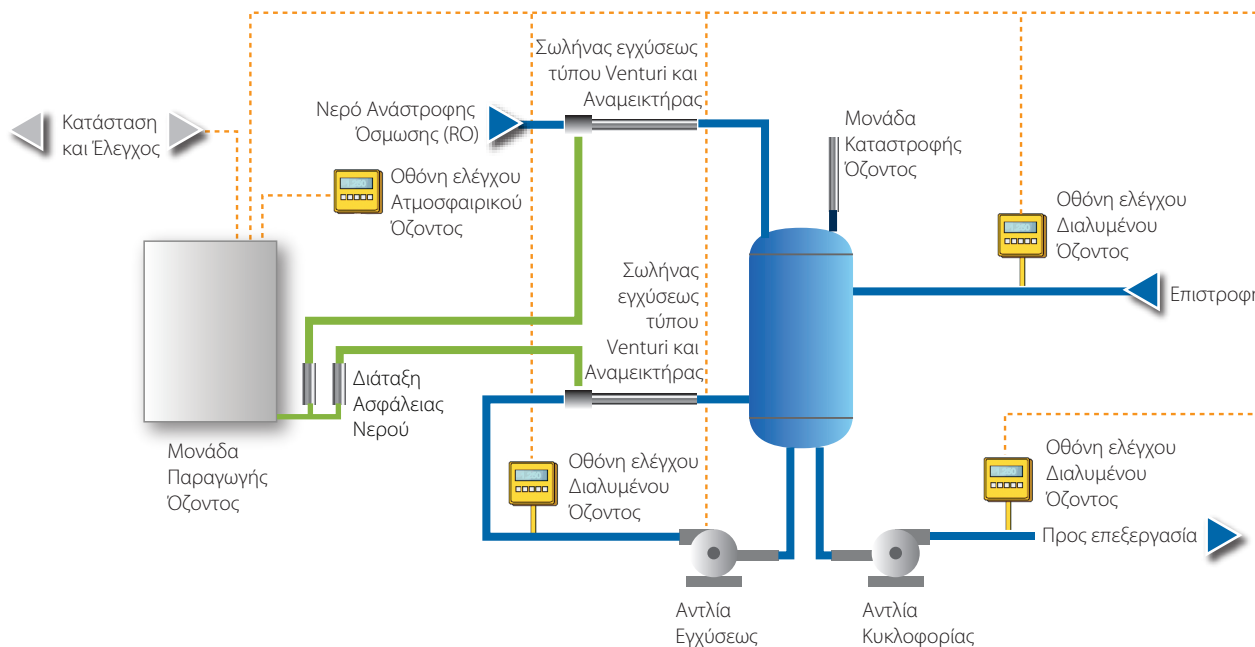 Σωλήνας εγχύσεως
τύπου Venturi και
Αναμεικτήρας
Νερό Ανάστροφης
Όσμωσης (RO)
Κατάσταση
και Έλεγχος
Μονάδα
Καταστροφής
Όζοντος
Οθόνη ελέγχου
Ατμοσφαιρικού
Όζοντος
Οθόνη ελέγχου
Διαλυμένου
Όζοντος
Σωλήνας
εγχύσεως
τύπου
Venturi και
Αναμεικτήρας
Επιστροφή
Διάταξη
Ασφάλειας
Νερού
Μονάδα
Παραγωγής
Όζοντος
Οθόνη ελέγχου
Διαλυμένου
Όζοντος
Οθόνη ελέγχου
Διαλυμένου
Όζοντος
Προς επεξεργασία
Αντλία
Εγχύσεως
Αντλία
Κυκλοφορίας